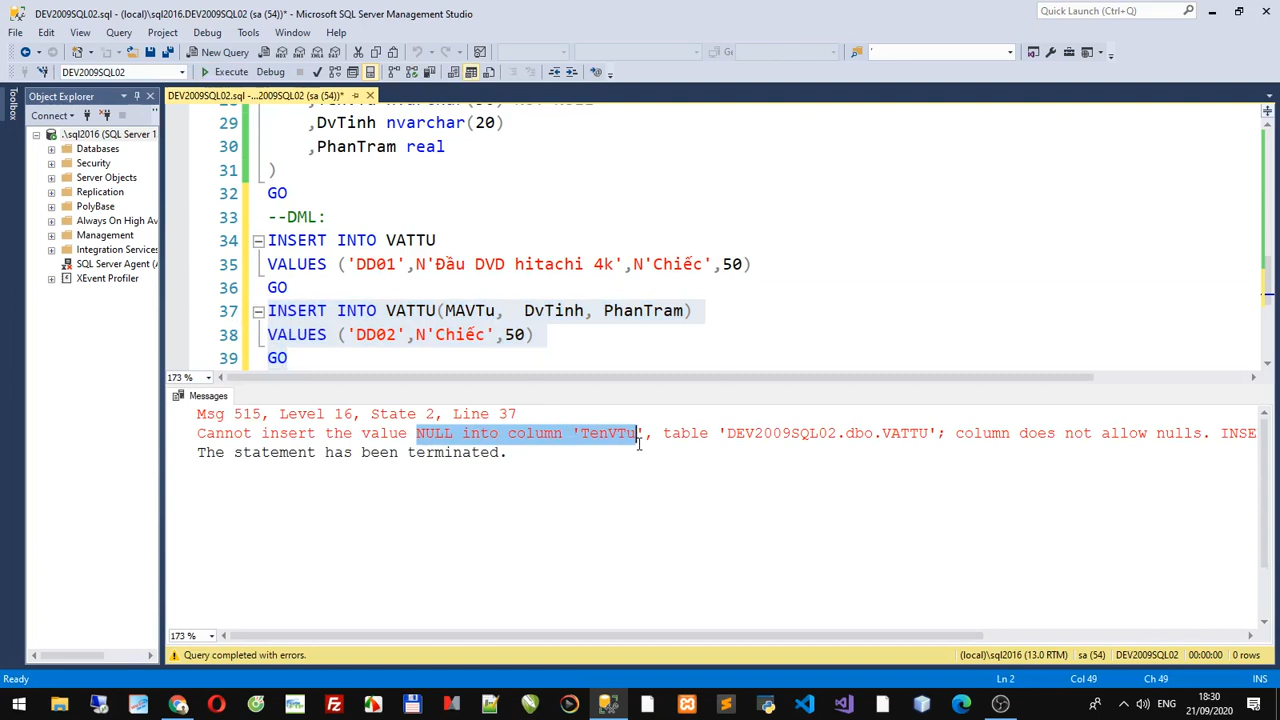 DEV2009SQL02.sql - (local)\sql2016.DEV2009SQL02 (sa (54))* - Microsoft SQL Server Management Studio
Quick Launch (Ctrl+Q)
File Edit View Query Project Debug Tools Window Help
New Query
DEV2009SQL02 Execute Debug
Toolbox
Object Explorer
Connect
.\sql2016 (SQL Server 1
Databases
Security
Server Objects
Replication
PolyBase
Always On High Av
Management
Integration Services
SQL Server Agent (A
XEvent Profiler
DEV2009SQL02.sql -...2009SQL02 (sa (54))*
29 ,DvTinh nvarchar(20)
30 ,PhanTram real
31 )
32 GO
33 --DML:
34 INSERT INTO VATTU
35 VALUES ('DD01',N'Đầu DVD hitachi 4k',N'Chiếc',50)
36 GO
37 INSERT INTO VATTU(MAVTu, DvTinh, PhanTram)
38 VALUES ('DD02',N'Chiếc',50)
39 GO
173 %
Messages
Msg 515, Level 16, State 2, Line 37
Cannot insert the value NULL into column 'TenVTu', table 'DEV2009SQL02.dbo.VATTU'; column does not allow nulls. INSE
The statement has been terminated.
173 %
Query completed with errors. (local)\sql2016 (13.0 RTM) sa (54) DEV2009SQL02 00:00:00 0 rows
Ready Ln 2 Col 49 Ch 49 INS
ENG 18:30
21/09/2020